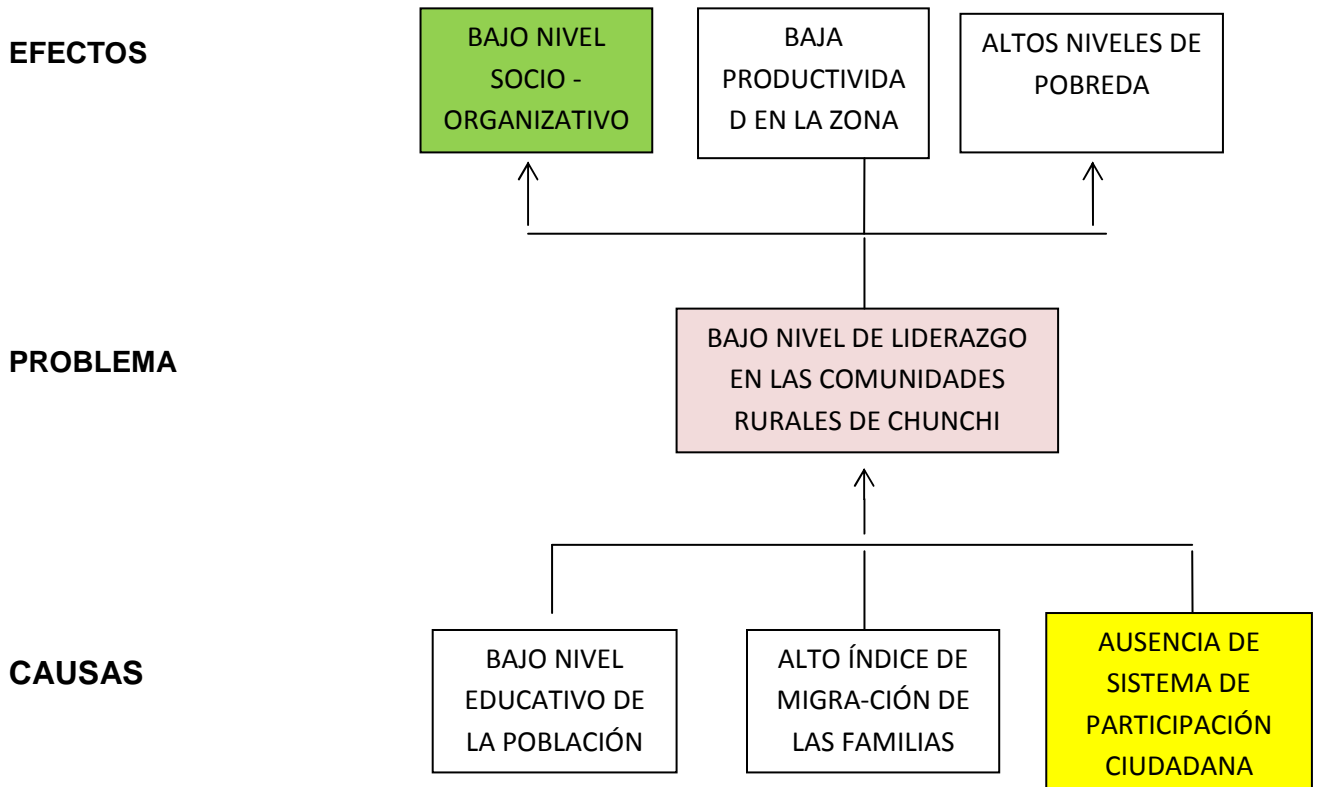 EFECTOS
BAJO NIVEL
SOCIO -
ORGANIZATIVO
BAJA
PRODUCTIVIDA
D EN LA ZONA
ALTOS NIVELES DE
POBREDA
PROBLEMA
BAJO NIVEL DE LIDERAZGO
EN LAS COMUNIDADES
RURALES DE CHUNCHI
CAUSAS
BAJO NIVEL
EDUCATIVO DE
LA POBLACIÓN
ALTO ÍNDICE DE
MIGRA-CIÓN DE
LAS FAMILIAS
AUSENCIA DE
SISTEMA DE
PARTICIPACIÓN
CIUDADANA